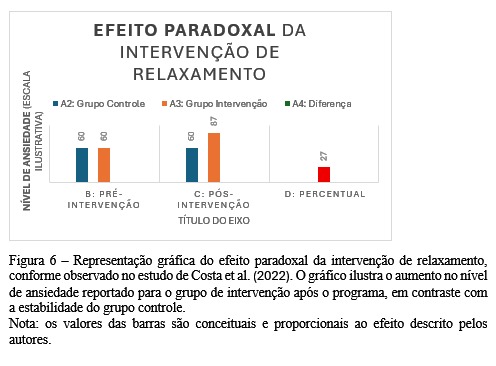 EFEITO PARADOXAL DA
INTERVENÇÃO DE
RELAXAMENTO
NÍVEL DE ANSIEDADE (ESCALA
ILUSTRATIVA)
A2: Grupo Controle A3: Grupo Intervenção A4: Diferença
60 60 60 87 27
B: PRÉ-
INTERVENÇÃO
C: PÓS-
INTERVENÇÃO
D: PERCENTUAL
TÍTULO DO EIXO
Figura 6 – Representação gráfica do efeito paradoxal da intervenção de relaxamento,
conforme observado no estudo de Costa et al. (2022). O gráfico ilustra o aumento no nível
de ansiedade reportado para o grupo de intervenção após o programa, em contraste com
a estabilidade do grupo controle.
Nota: os valores das barras são conceituais e proporcionais ao efeito descrito pelos
autores.